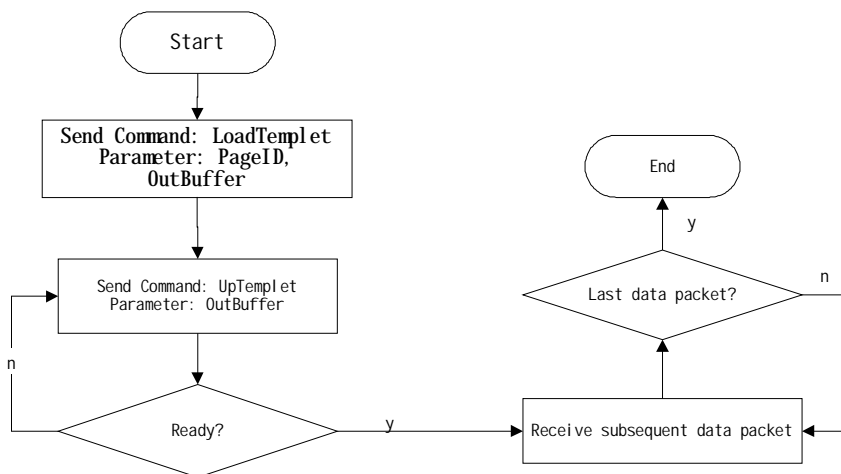 Start
Send Command: LoadTemplet
Parameter: PageID,
OutBuffer
Send Command: UpTemplet
Parameter: OutBuffer
n
Ready?
y
Receive subsequent data packet
Last data packet?
n
y
End